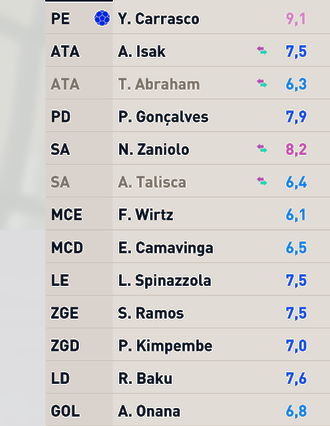 PE Y. Carrasco 9,1
ATA A. Isak 7,5
ATA T. Abraham 6,3
PD P. Gonçalves 7,9
SA N. Zaniolo 8,2
SA A. Talisca 6,4
MCE F. Wirtz 6,1
MCD E. Camavinga 6,5
LE L. Spinazzola 7,5
ZGE S. Ramos 7,5
ZGD P. Kimpembe 7,0
LD R. Baku 7,6
GOL A. Onana 6,8